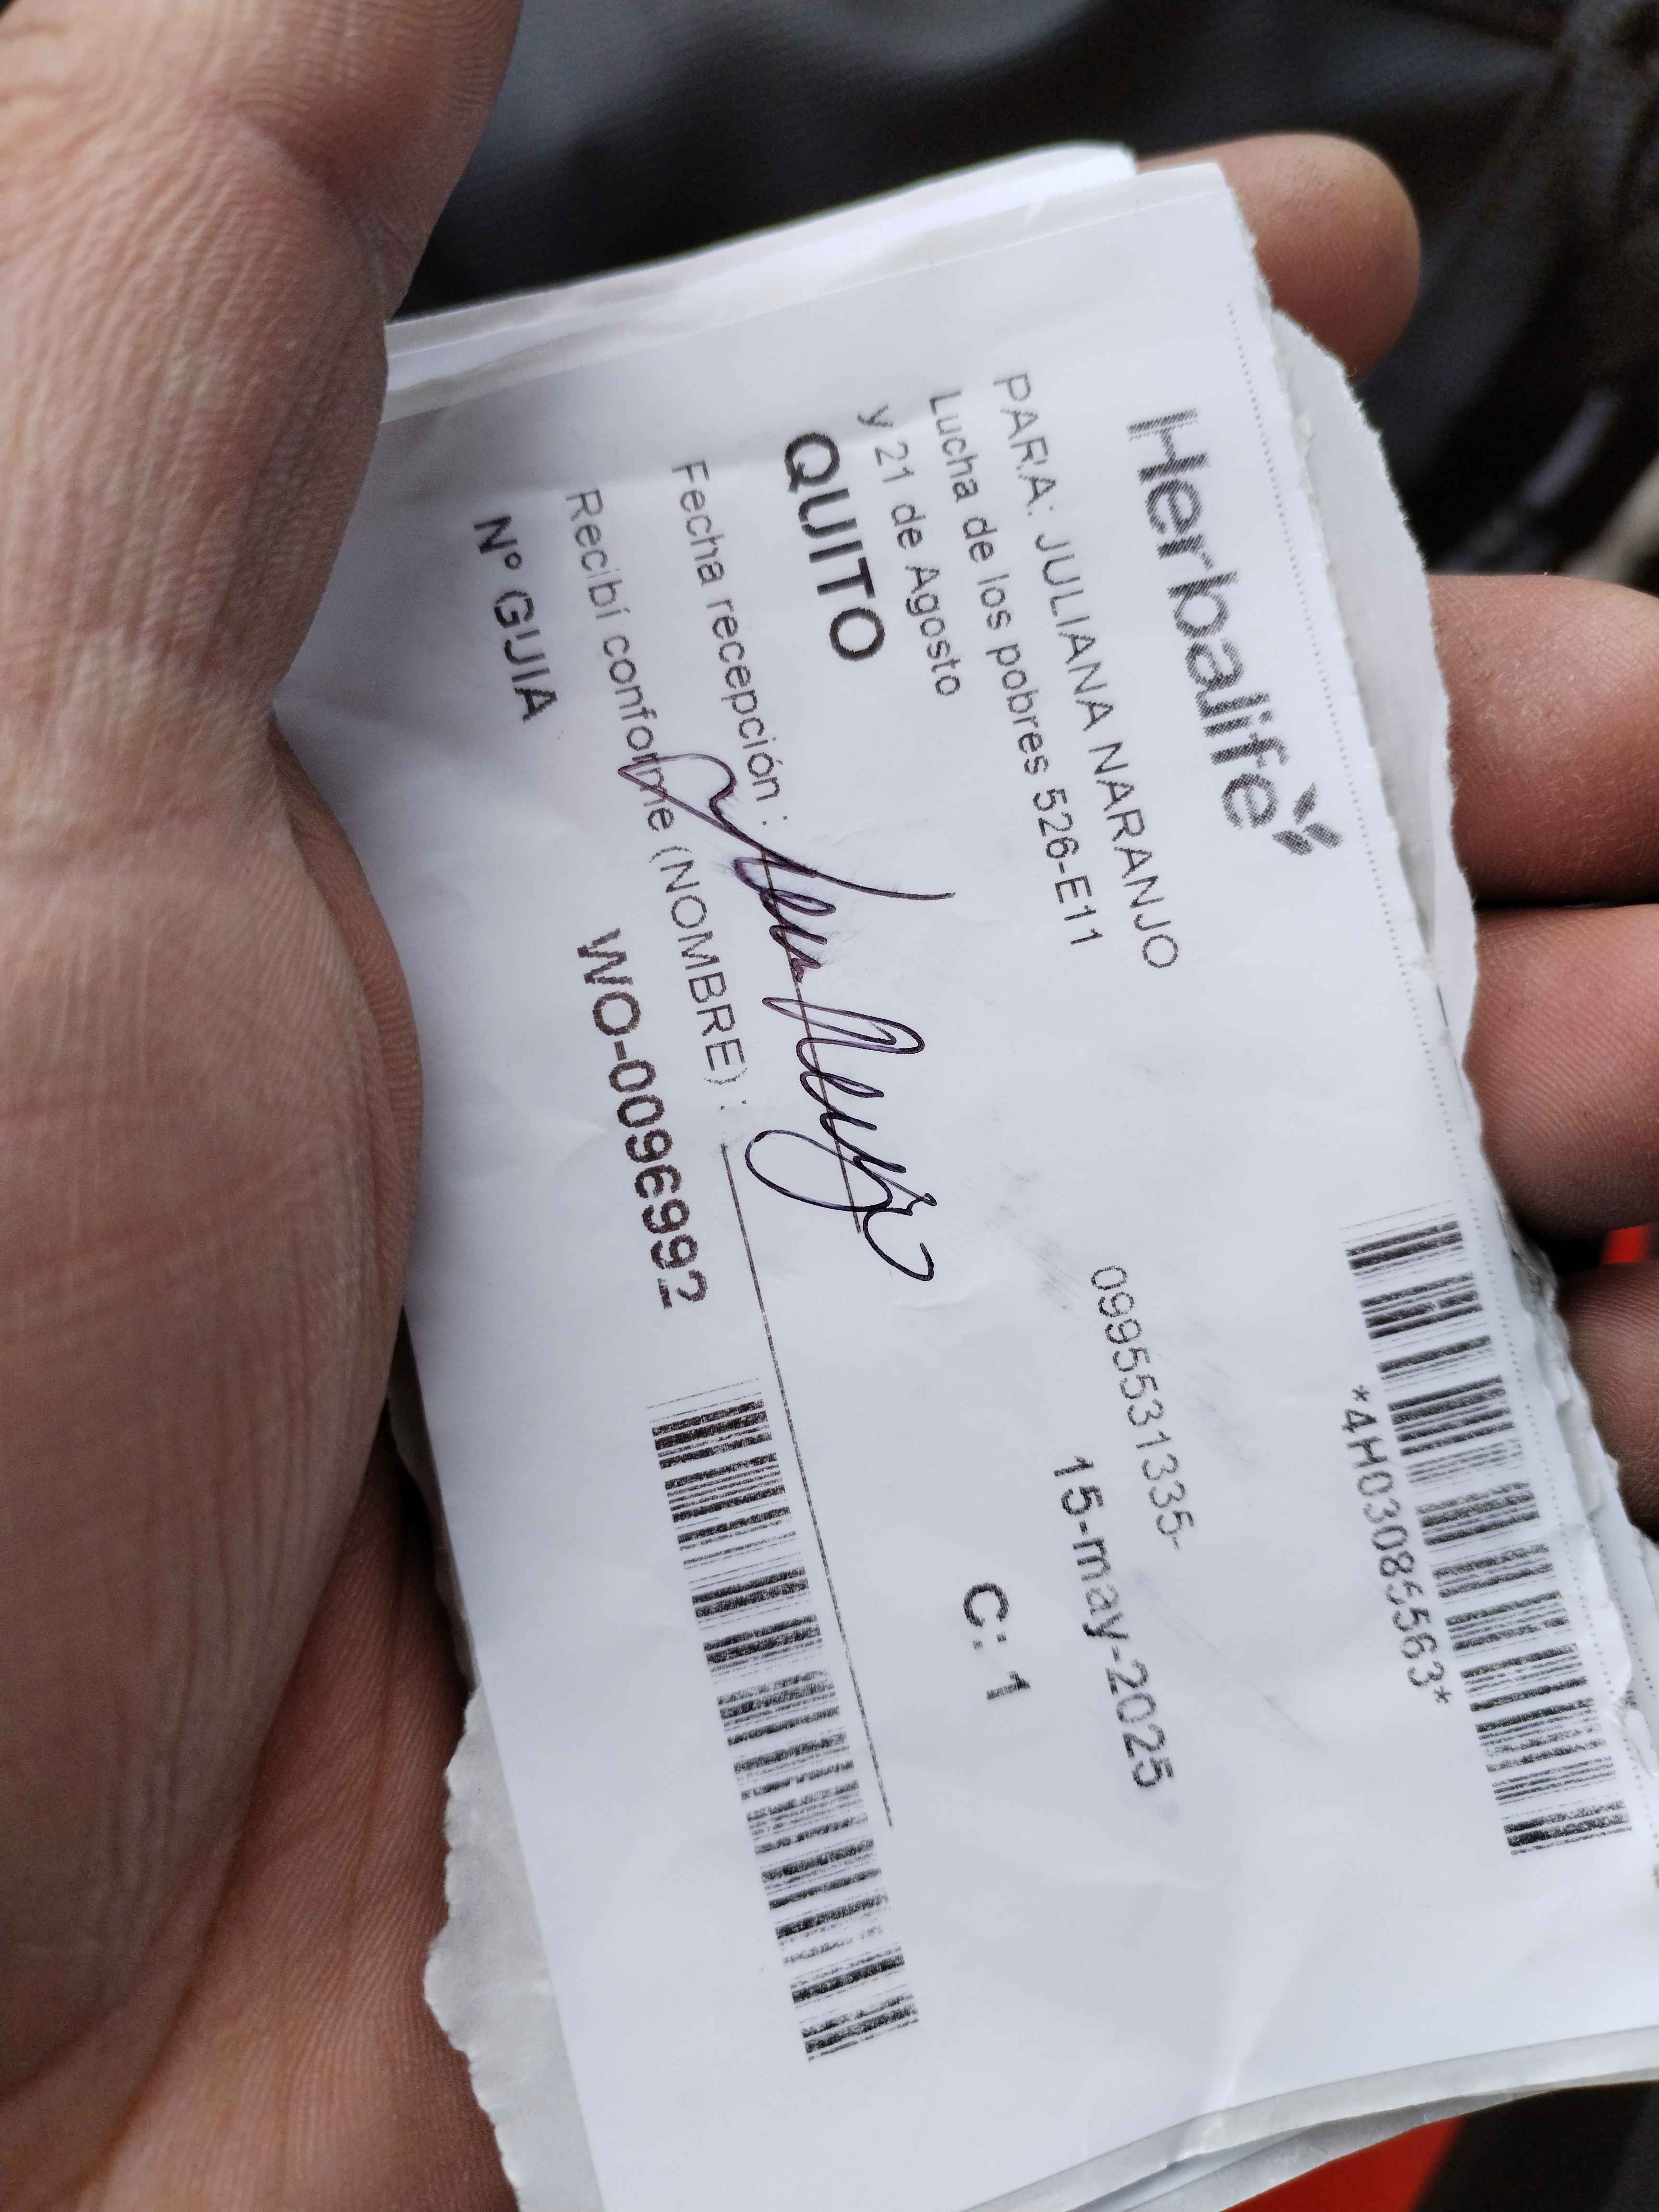 Herbalife
*4H03085563*
PARA: JULIANA NARANJO
0995531335-
Lucha de los pobres 526-E11
y 21 de Agosto
15-may-2025
QUITO
C: 1
Fecha recepción :
Recibí conforme (NOMBRE) :
Nº GUIA
WO-0096992